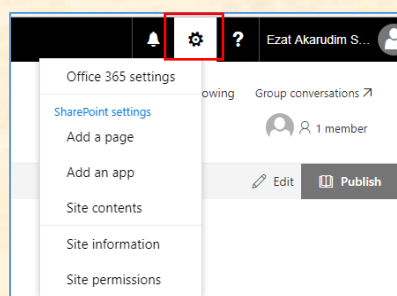 ? Ezat Akarudim S...
Office 365 settings
owing Group conversations
SharePoint settings
1 member
Add a page
Add an app
Edit Publish
Site contents
Site information
Site permissions